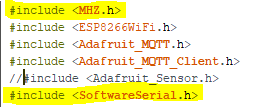 #include <MHZ.h>
#include <ESP8266WiFi.h>
#include <Adafruit_MQTT.h>
#include <Adafruit_MQTT_Client.h>
//#include <Adafruit_Sensor.h>
#include <SoftwareSerial.h>